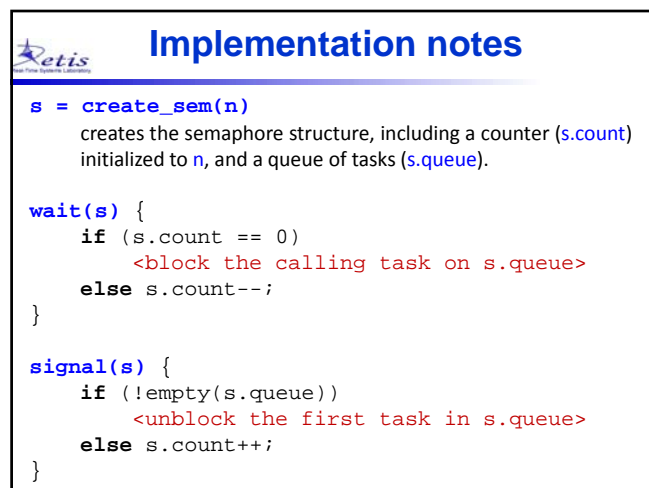 Implementation notes
Retis
Real-Time Systems Laboratory
s = create_sem(n)
creates the semaphore structure, including a counter (s.count)
initialized to n, and a queue of tasks (s.queue).
wait(s) {
if (s.count == 0)
<block the calling task on s.queue>
else s.count--;
}
signal(s) {
if (!empty(s.queue))
<unblock the first task in s.queue>
else s.count++;
}